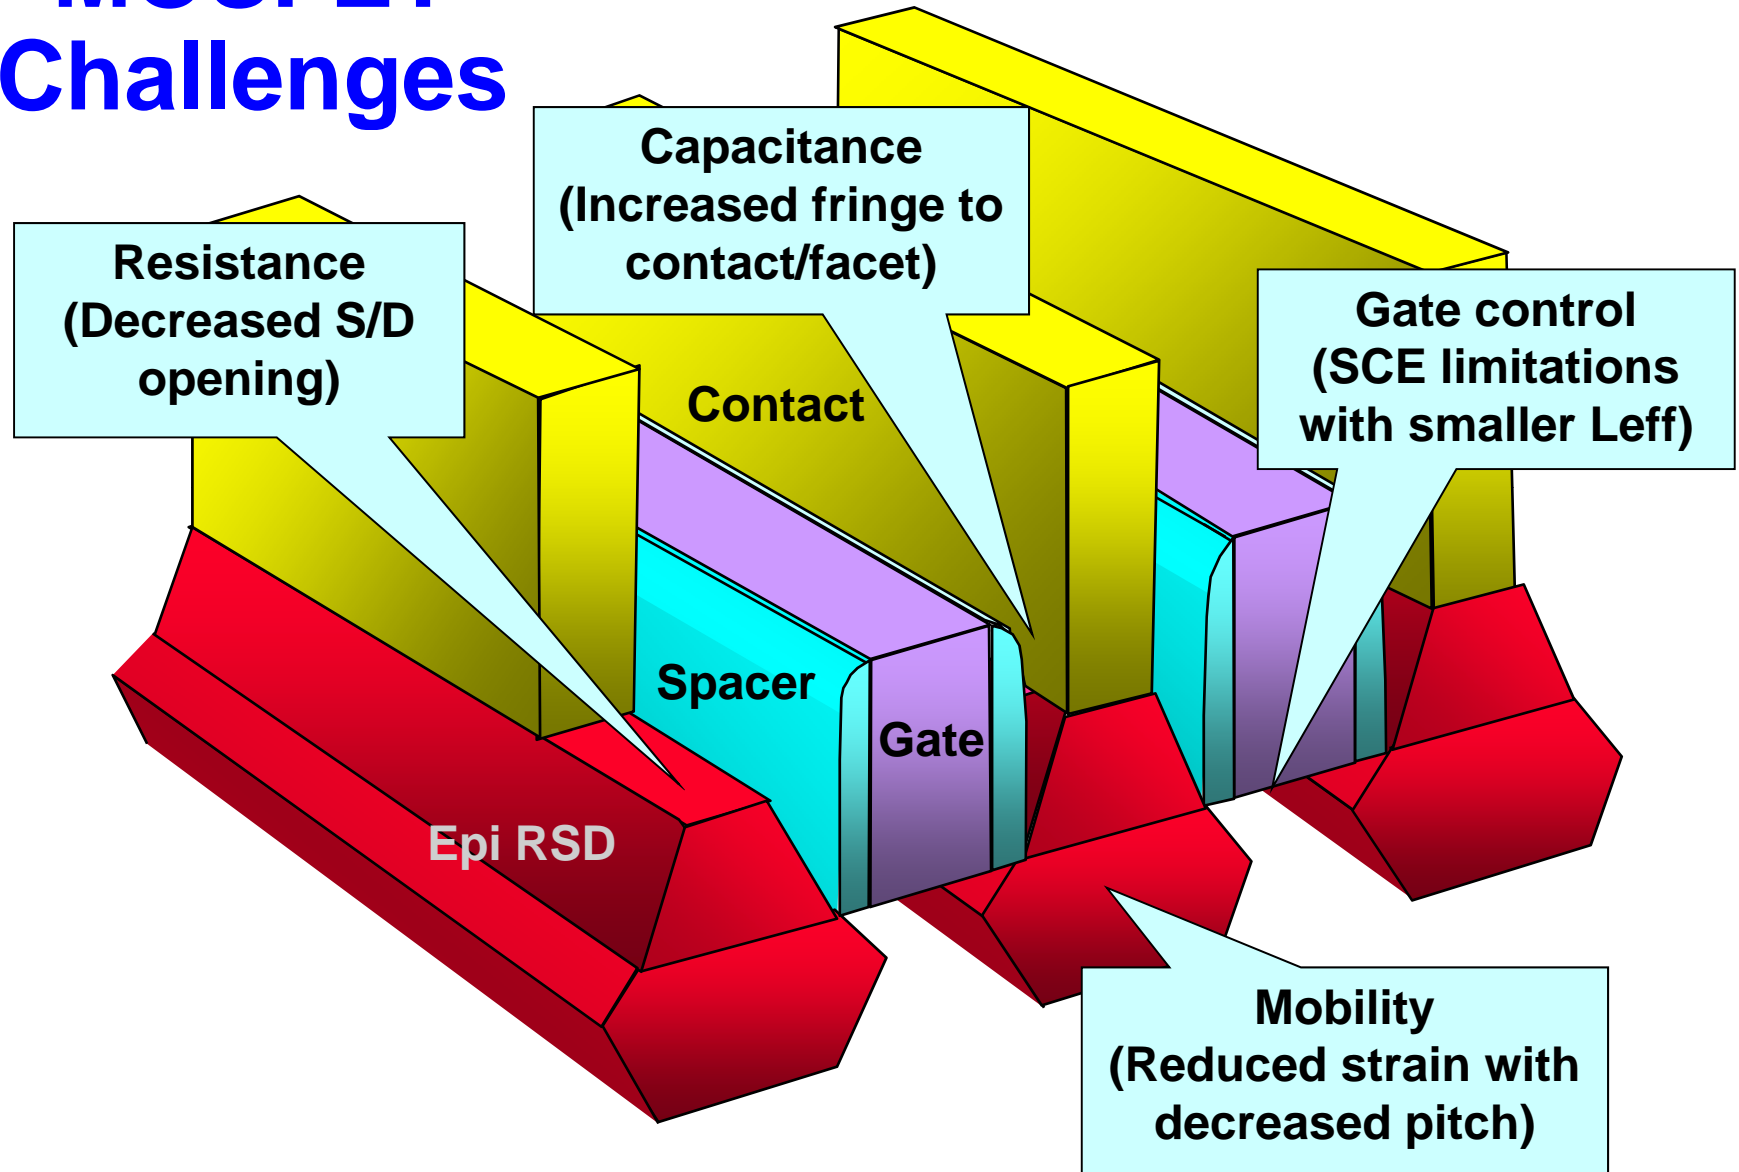 MOSFET
Challenges
Capacitance
(Increased fringe to
contact/facet)
Resistance
(Decreased S/D
opening)
Gate control
(SCE limitations
with smaller Leff)
Contact
Spacer
Gate
Epi RSD
Mobility
(Reduced strain with
decreased pitch)